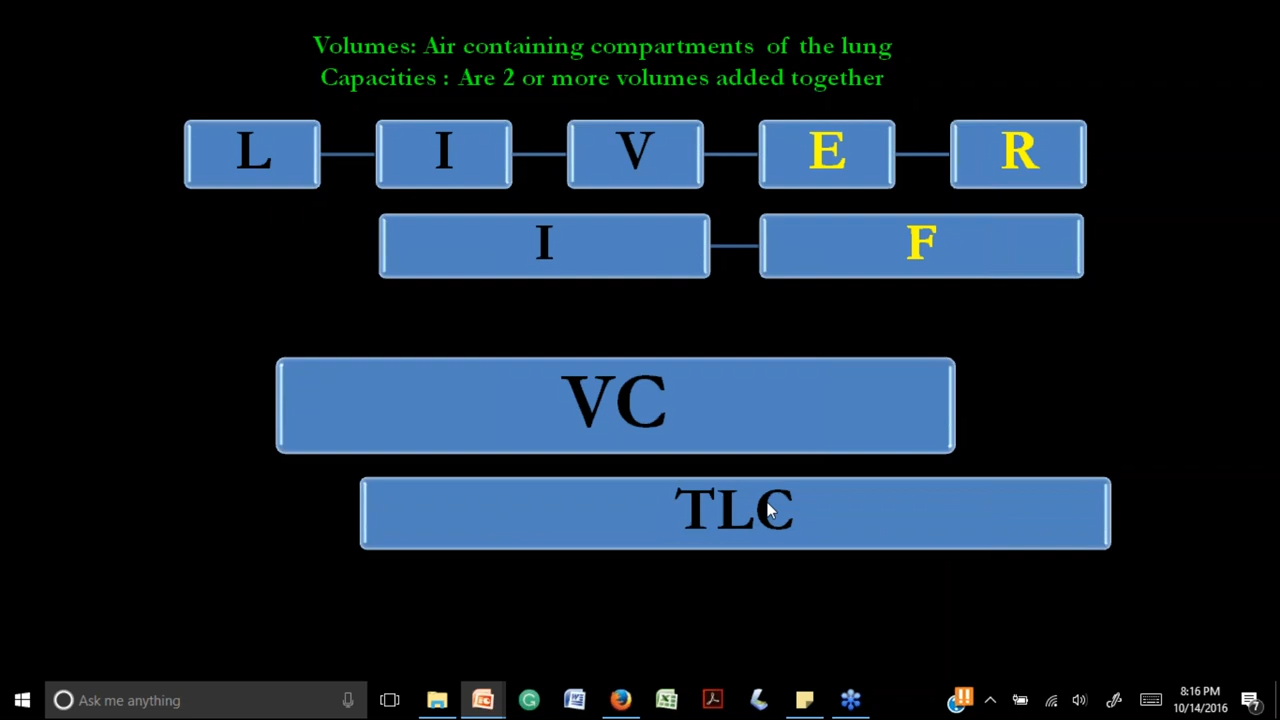 Volumes: Air containing compartments of the lung
Capacities : Are 2 or more volumes added together
L I V E R
I F
VC
TLC
Ask me anything
8:16 PM
10/14/2016
7